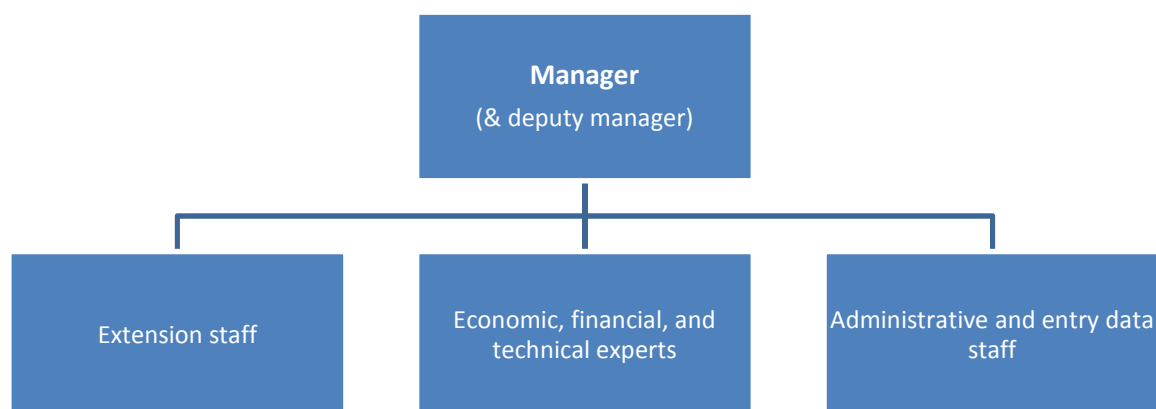 Manager
(& deputy manager)
Extension staff
Economic, financial, and
technical experts
Administrative and entry data
staff